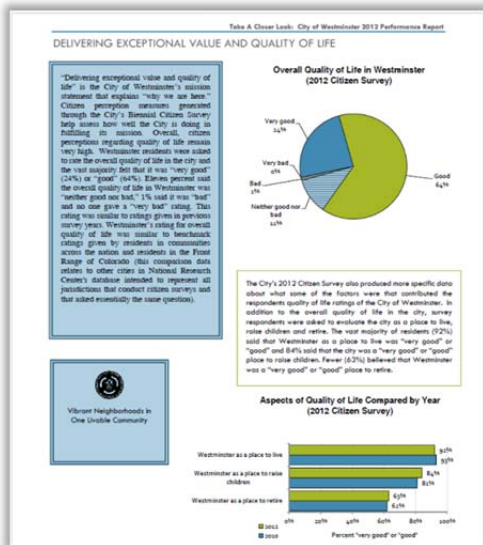 Take A Closer Look: City of Westminster 2012 Performance Report
DELIVERING EXCEPTIONAL VALUE AND QUALITY OF LIFE
"Delivering exceptional value and quality of
life" is the City of Westminster's mission
statement that explains "why we are here."
Citizen perception measures generated
through the City's Biennial Citizen Survey
help assess how well the City is doing in
fulfilling its mission. Overall, citizen
perceptions regarding quality of life remain
very high. Westminster residents were asked
to rate the overall quality of life in the city and
the vast majority felt that it was "very good"
(24%) or "good" (64%). Eleven percent said
the overall quality of life in Westminster was
"neither good nor bad," 1% said it was "bad"
and no one gave a "very bad" rating. This
rating was similar to ratings given in previous
survey years. Westminster's rating for overall
quality of life was similar to benchmark
ratings given by residents in communities
across the nation and residents in the Front
Range of Colorado (this comparison data
relates to other cities in National Research
Center's database intended to represent all
jurisdictions that conduct citizen surveys and
that asked essentially the same question).
Vibrant Neighborhoods in
One Livable Community
Overall Quality of Life in Westminster
(2012 Citizen Survey)
Very good
24%
Very bad
0%
Bad
1%
Neither good nor
bad
11%
Good
64%
The City's 2012 Citizen Survey also produced more specific data
about what some of the factors were that contributed the
respondents quality of life ratings of the City of Westminster. In
addition to the overall quality of life in the city, survey
respondents were asked to evaluate the city as a place to live,
raise children and retire. The vast majority of residents (92%)
said that Westminster as a place to live was "very good" or
"good" and 84% said that the city was a "very good" or "good"
place to raise children. Fewer (63%) believed that Westminster
was a "very good" or "good" place to retire.
Aspects of Quality of Life Compared by Year
(2012 Citizen Survey)
Westminster as a place to live
92%
93%
Westminster as a place to raise
children
84%
81%
Westminster as a place to retire
63%
62%
0% 20% 40% 60% 80% 100%
2012
2010
Percent "very good" or "good"